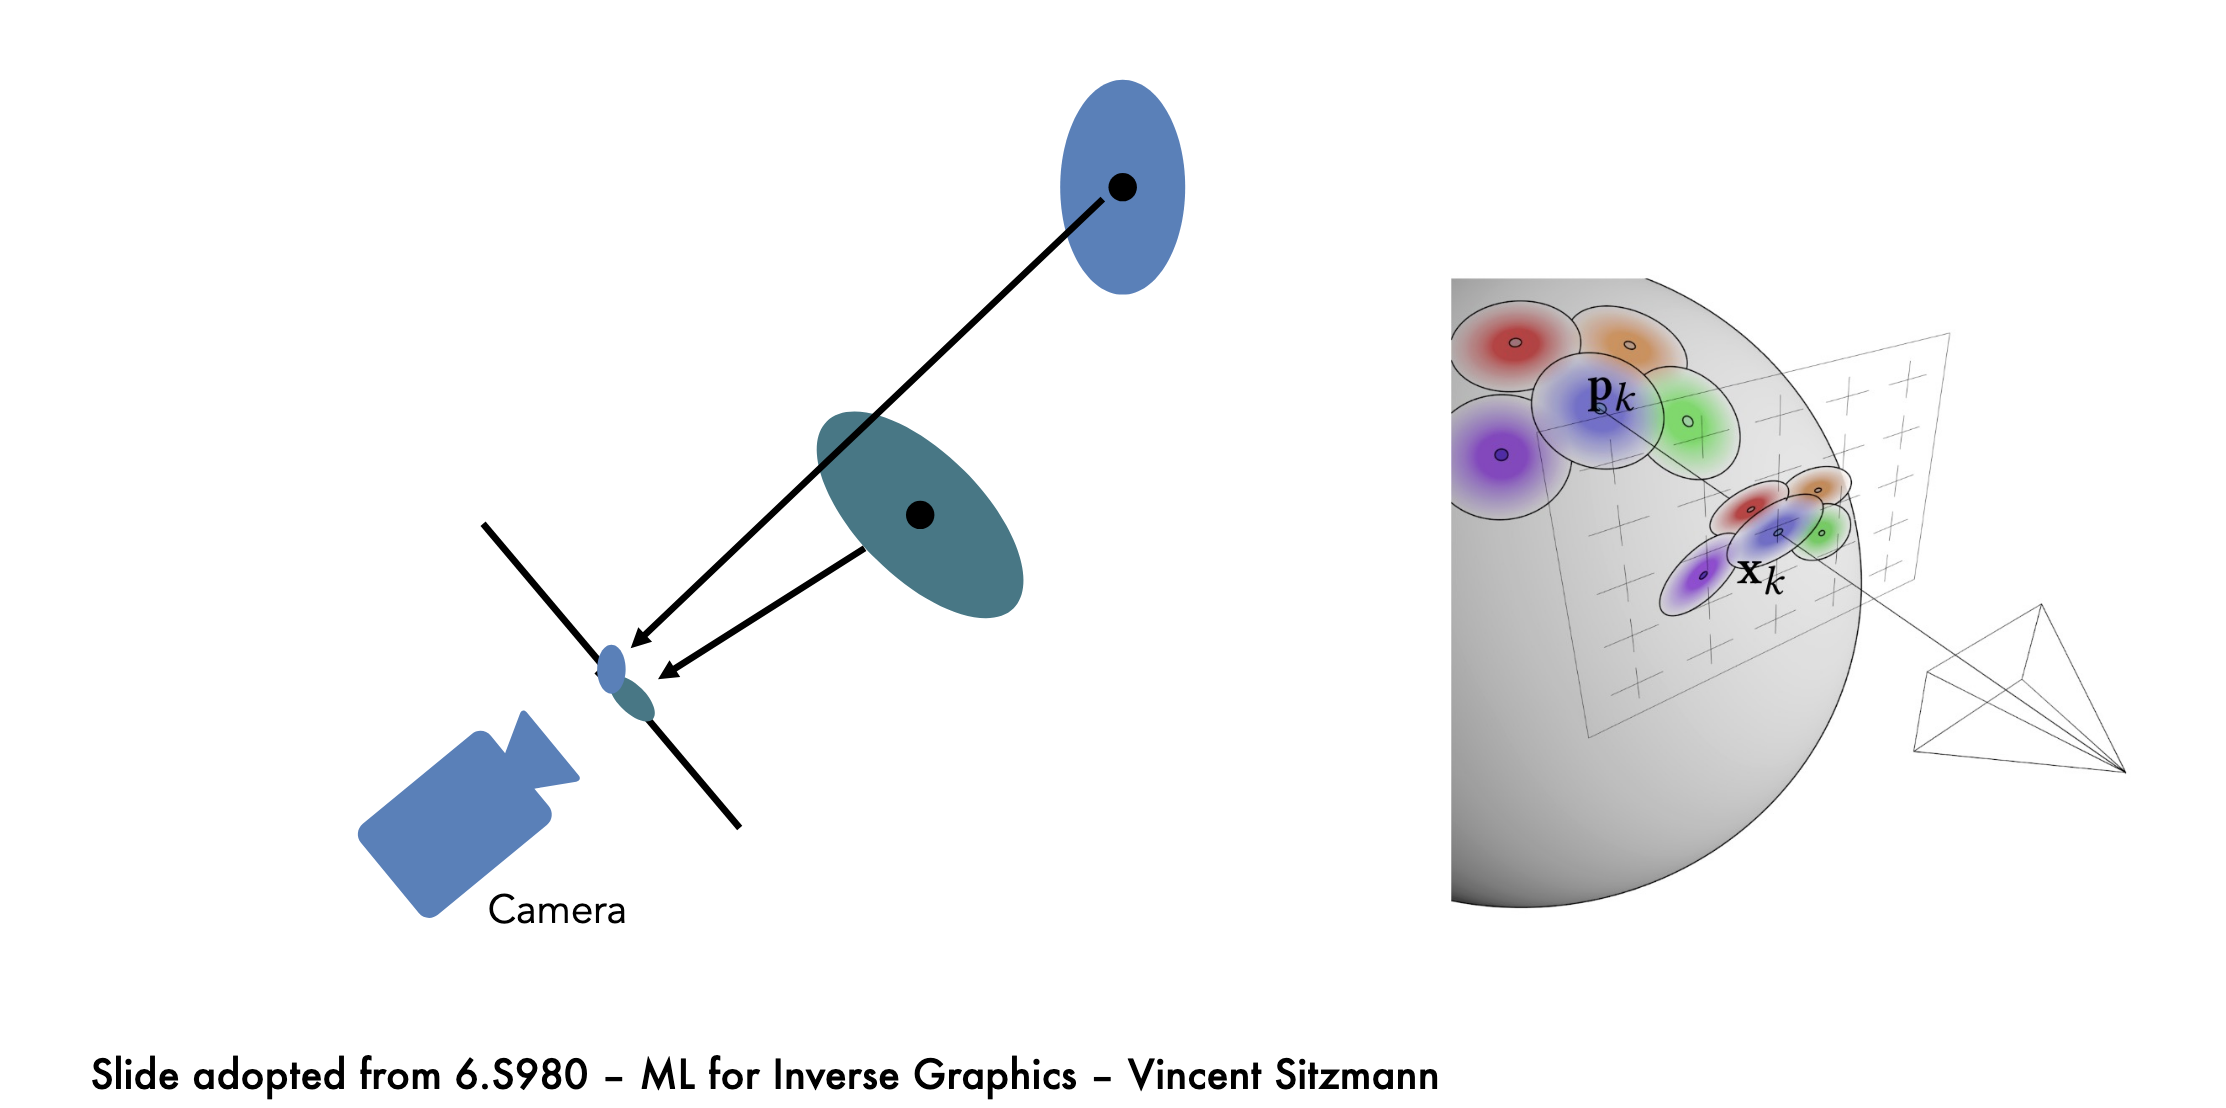 p_k
x_k
Camera
Slide adopted from 6.S980 – ML for Inverse Graphics – Vincent Sitzmann